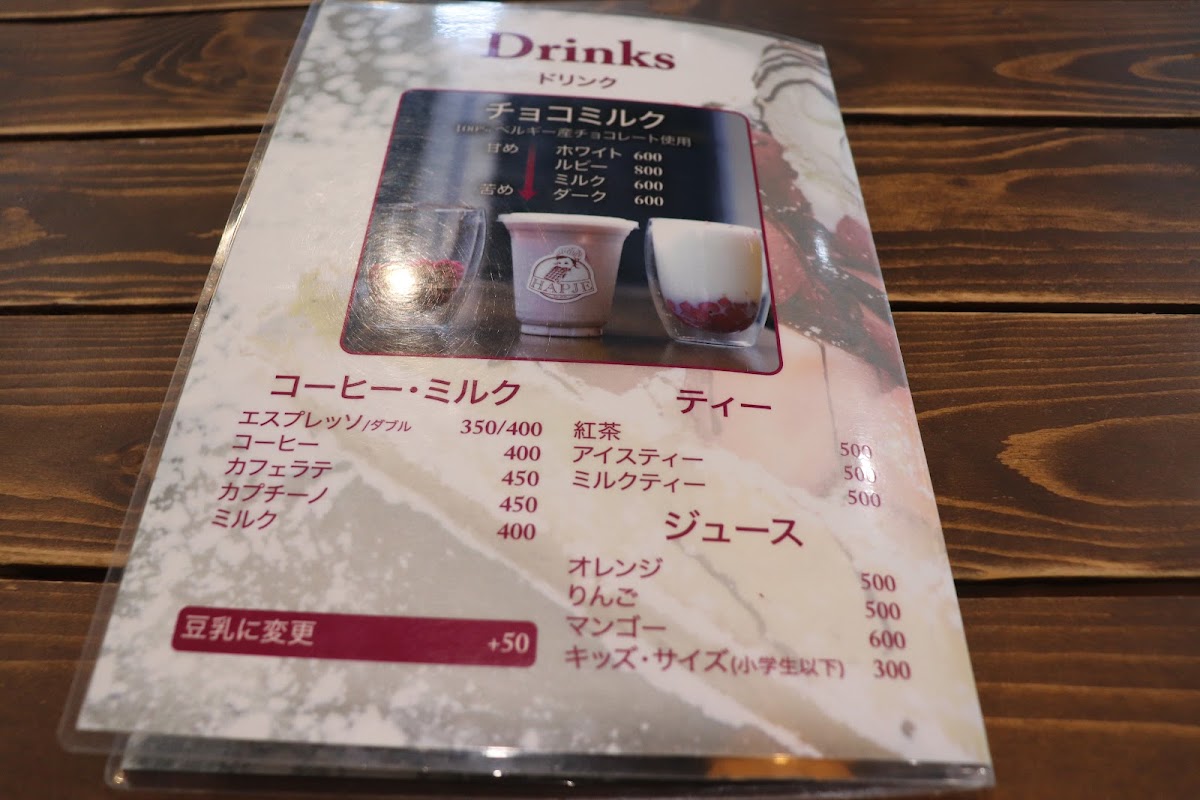 Drinks
ドリンク
チョコミルク
100%ベルギー産チョコレート使用
甘め
ホワイト 600
ルビー 800
ミルク 600
苦め
ダーク 600
HAPJE
コーヒー・ミルク
エスプレッソ/ダブル 350/400
コーヒー 400
カフェラテ 450
カプチーノ 450
ミルク 400
豆乳に変更 +50
ティー
紅茶 500
アイスティー 500
ミルクティー 500
ジュース
オレンジ 500
りんご 500
マンゴー 600
キッズ・サイズ(小学生以下) 300